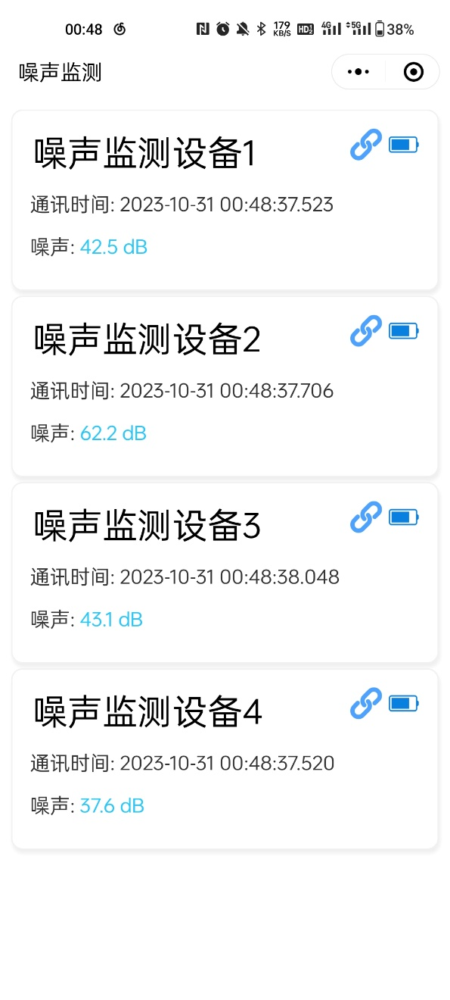 00:48
179 KB/S HD2 4G 5G 38%
噪声监测
噪声监测设备1
通讯时间: 2023-10-31 00:48:37.523
噪声: 42.5 dB
噪声监测设备2
通讯时间: 2023-10-31 00:48:37.706
噪声: 62.2 dB
噪声监测设备3
通讯时间: 2023-10-31 00:48:38.048
噪声: 43.1 dB
噪声监测设备4
通讯时间: 2023-10-31 00:48:37.520
噪声: 37.6 dB